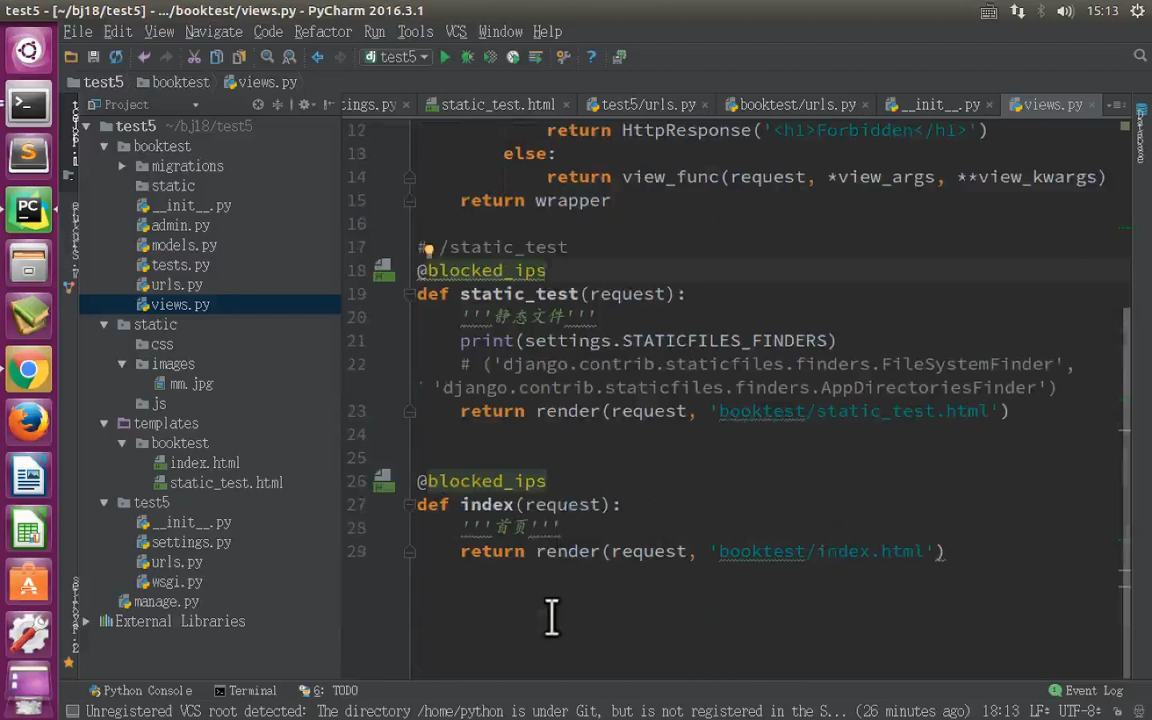 test5 - [~/bj18/test5] - .../booktest/views.py - PyCharm 2016.3.1
15:13
File Edit View Navigate Code Refactor Run Tools VCS Window Help
dj test5
test5 booktest views.py
Project
tings.py static_test.html test5/urls.py booktest/urls.py __init__.py views.py
test5 ~/bj18/test5
booktest
migrations
static
__init__.py
admin.py
models.py
tests.py
urls.py
views.py
static
css
images
mm.jpg
js
templates
booktest
index.html
static_test.html
test5
__init__.py
settings.py
urls.py
wsgi.py
manage.py
External Libraries
12 return HttpResponse('<h1>Forbidden</h1>')
13 else:
14 return view_func(request, *view_args, **view_kwargs)
15 return wrapper
16
17 # /static_test
18 @blocked_ips
19 def static_test(request):
20 '''静态文件'''
21 print(settings.STATICFILES_FINDERS)
22 # ('django.contrib.staticfiles.finders.FileSystemFinder',
'django.contrib.staticfiles.finders.AppDirectoriesFinder')
23 return render(request, 'booktest/static_test.html')
24
25
26 @blocked_ips
27 def index(request):
28 '''首页'''
29 return render(request, 'booktest/index.html')
Python Console Terminal 6: TODO Event Log
Unregistered VCS root detected: The directory /home/python is under Git, but is not registered in the S... (26 minutes ago) 18:13 LF÷ UTF-8÷